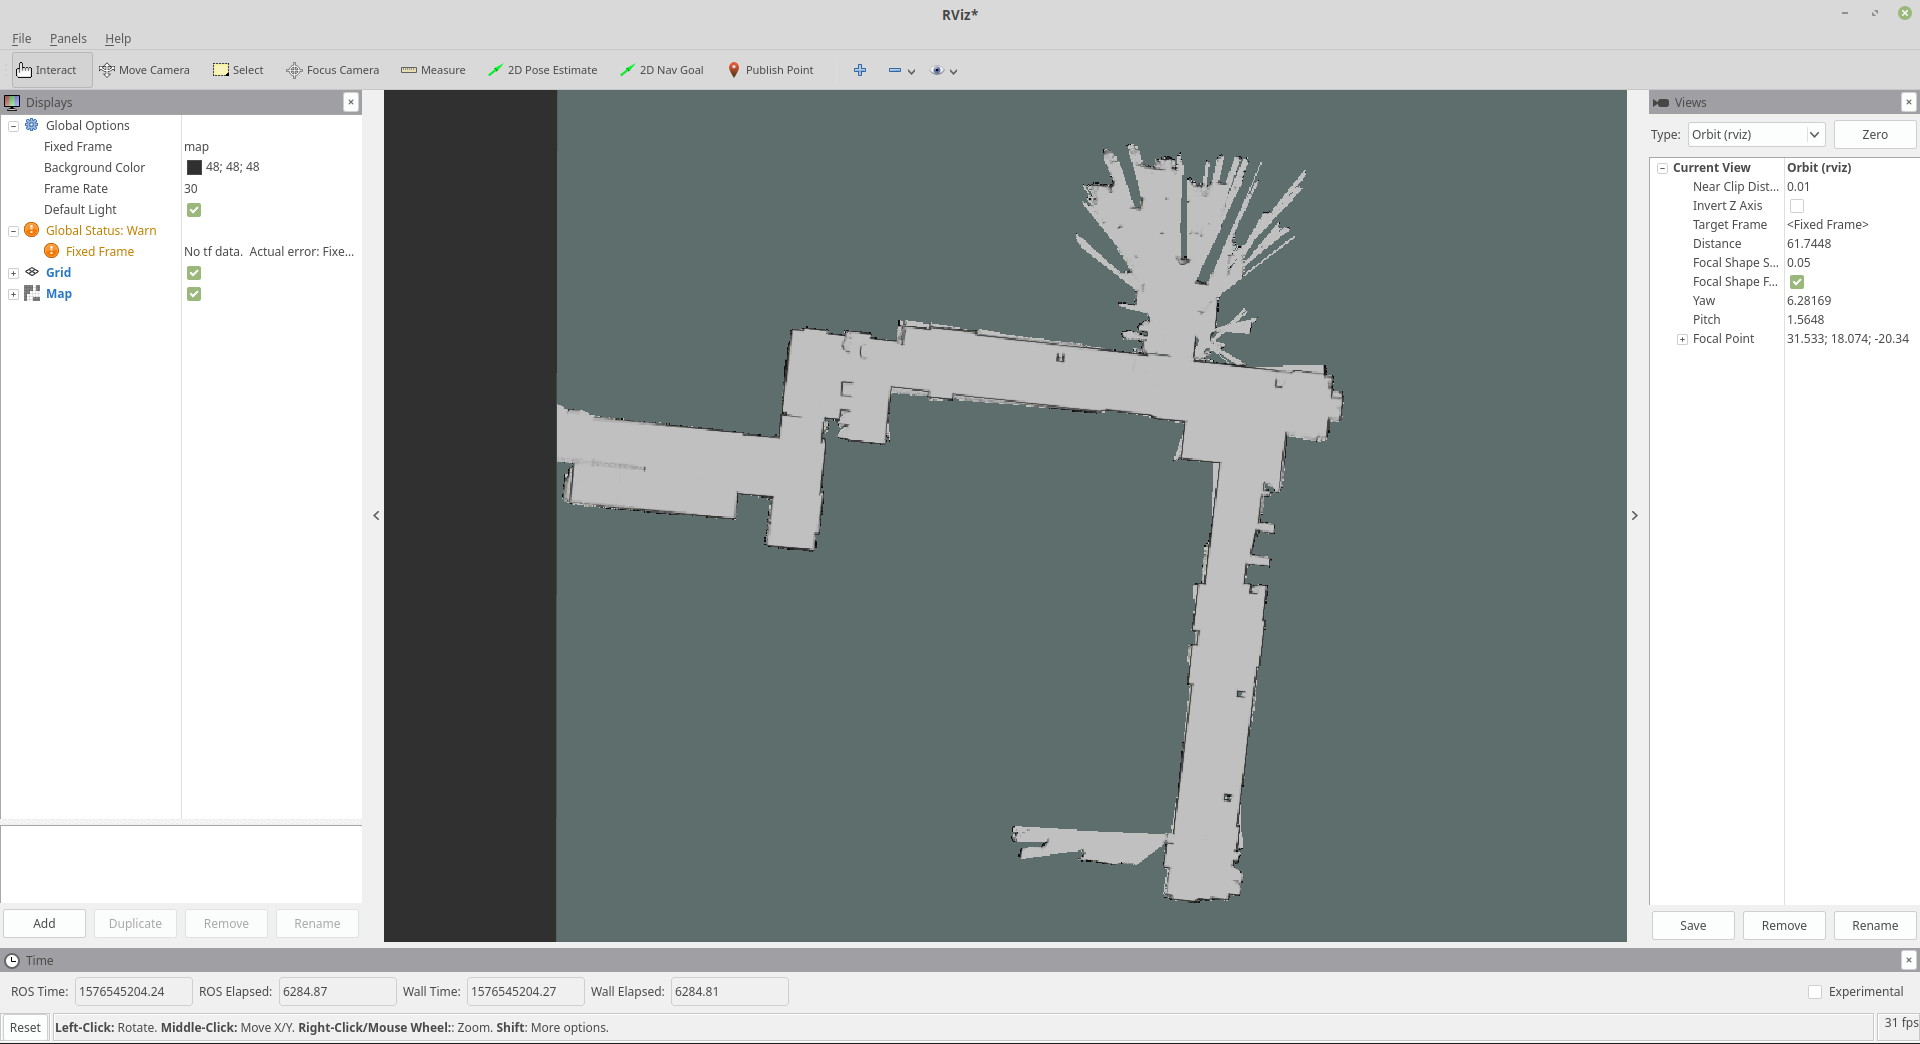 RViz*
File Panels Help
Interact Move Camera Select Focus Camera Measure 2D Pose Estimate 2D Nav Goal Publish Point
Displays
Global Options
Fixed Frame map
Background Color 48; 48; 48
Frame Rate 30
Default Light
Global Status: Warn
Fixed Frame No tf data. Actual error: Fixe...
Grid
Map
Add Duplicate Remove Rename
Views
Type: Orbit (rviz) Zero
Current View Orbit (rviz)
Near Clip Dist... 0.01
Invert Z Axis
Target Frame <Fixed Frame>
Distance 61.7448
Focal Shape S... 0.05
Focal Shape F...
Yaw 6.28169
Pitch 1.5648
Focal Point 31.533; 18.074; -20.34
Save Remove Rename
Time
ROS Time: 1576545204.24 ROS Elapsed: 6284.87 Wall Time: 1576545204.27 Wall Elapsed: 6284.81 Experimental
Reset Left-Click: Rotate. Middle-Click: Move X/Y. Right-Click/Mouse Wheel:: Zoom. Shift: More options. 31 fps